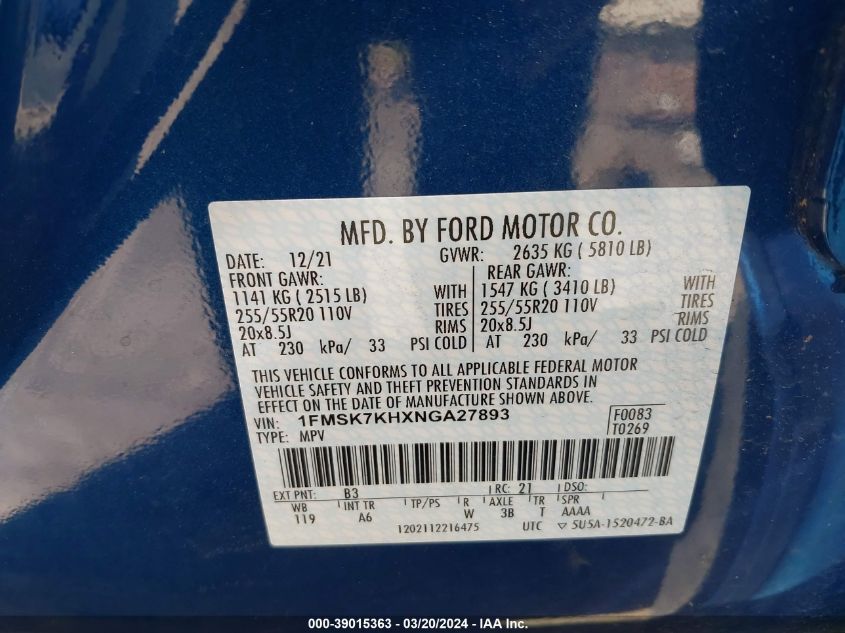 MFD. BY FORD MOTOR CO.
DATE: 12/21 GVWR: 2635 KG ( 5810 LB)
FRONT GAWR: REAR GAWR:
1141 KG ( 2515 LB) WITH 1547 KG ( 3410 LB) WITH
255/55R20 110V TIRES 255/55R20 110V TIRES
20x8.5J RIMS 20x8.5J RIMS
AT 230 kPa/ 33 PSI COLD AT 230 kPa/ 33 PSI COLD
THIS VEHICLE CONFORMS TO ALL APPLICABLE FEDERAL MOTOR
VEHICLE SAFETY AND THEFT PREVENTION STANDARDS IN
EFFECT ON THE DATE OF MANUFACTURE SHOWN ABOVE.
VIN: 1FMSK7KHXNGA27893 F0083
TYPE: MPV T0269
EXT PNT: B3 RC: 21 DSO:
WB INT TR TP/PS R AXLE TR SPR
119 A6 W 3B T AAAA
1202112216475 UTC ▽ 5U5A-1520472-BA
000-39015363 - 03/20/2024 - IAA Inc.